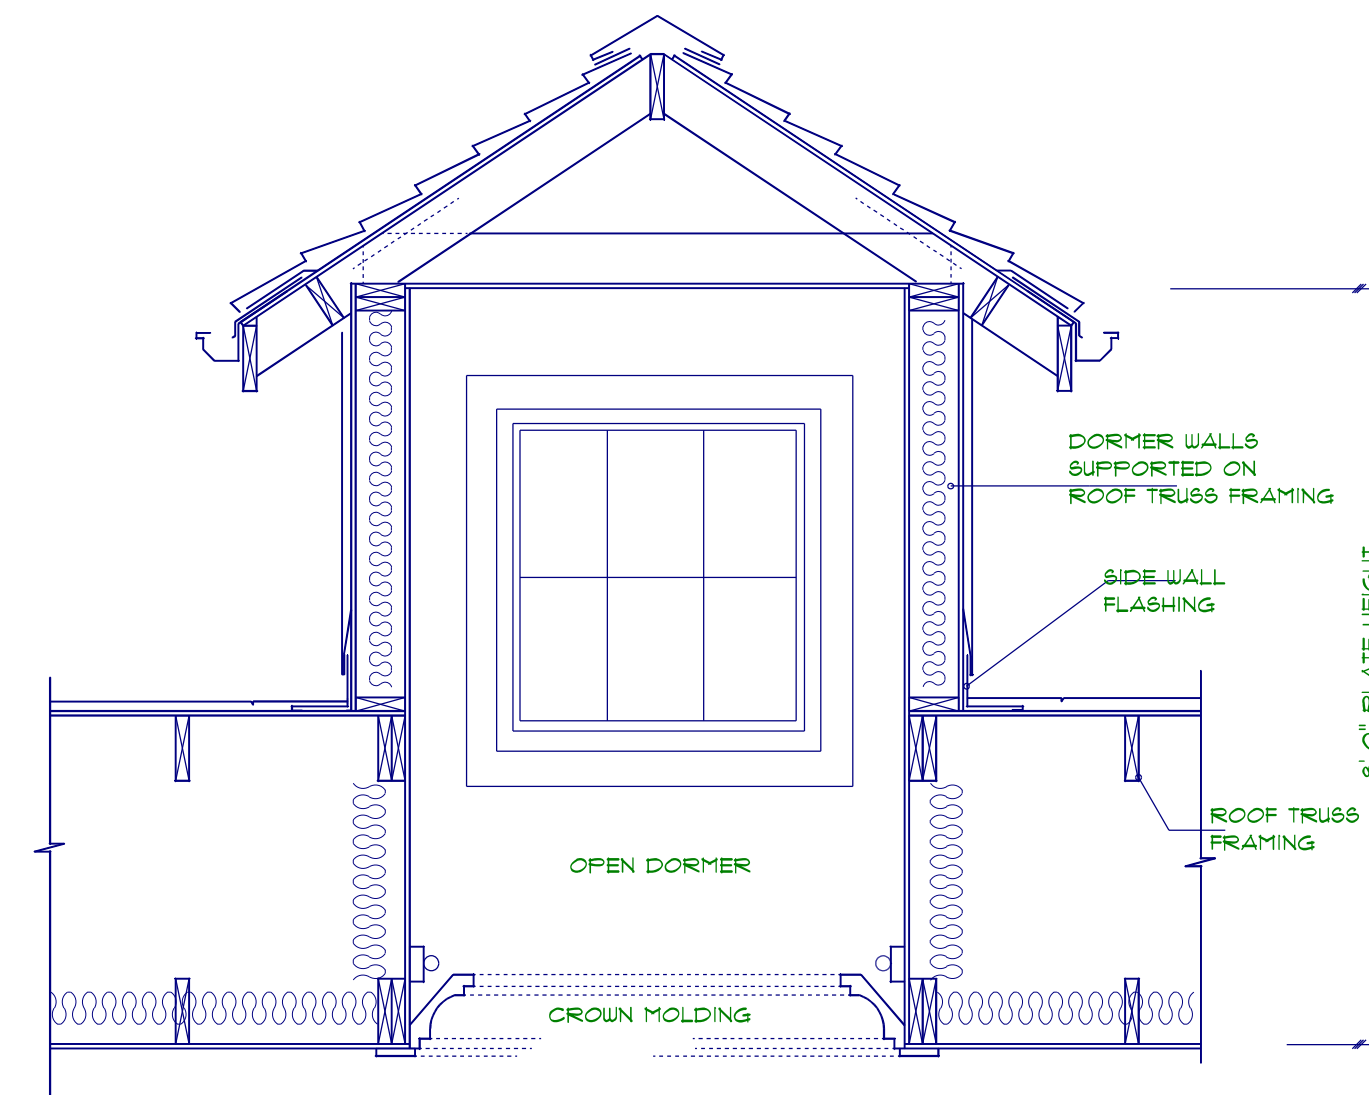 DORMER WALLS
SUPPORTED ON
ROOF TRUSS FRAMING
SIDE WALL
FLASHING
ROOF TRUSS
FRAMING
OPEN DORMER
CROWN MOLDING